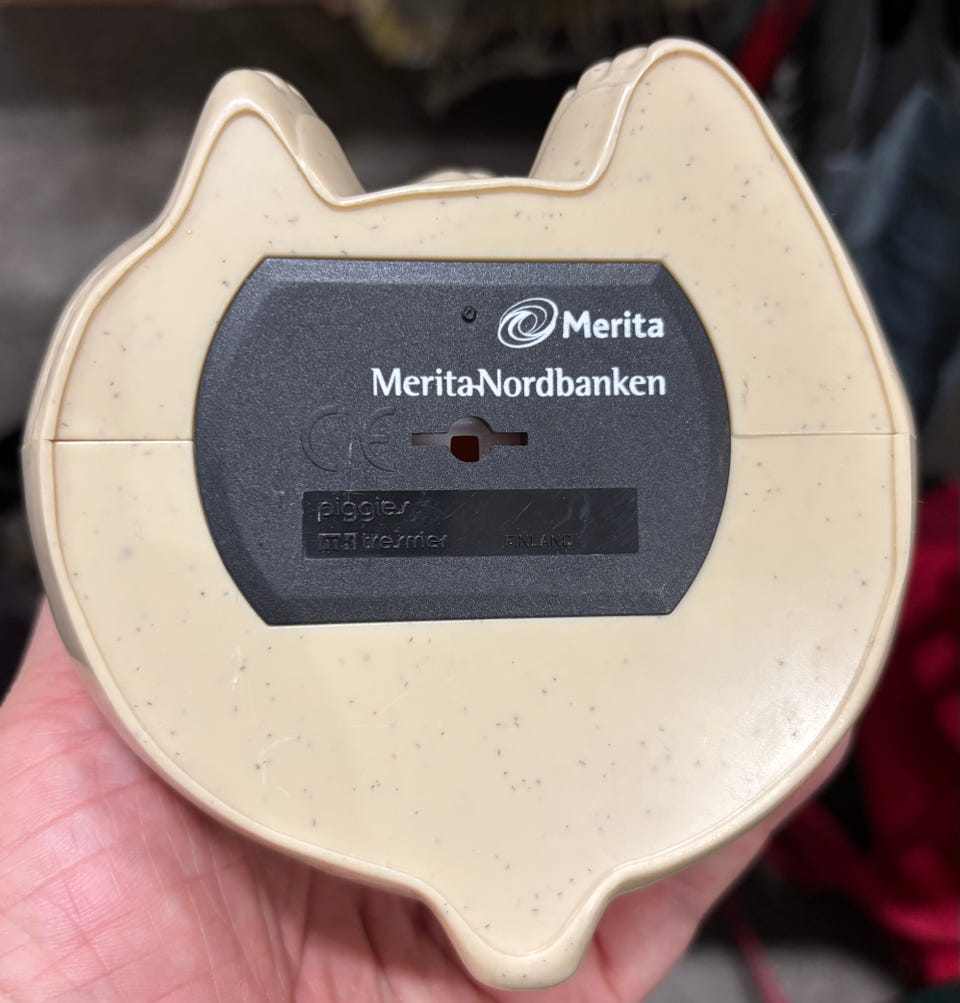 Merita
Merita-Nordbanken
CE
piggies
tresmer FINLAND